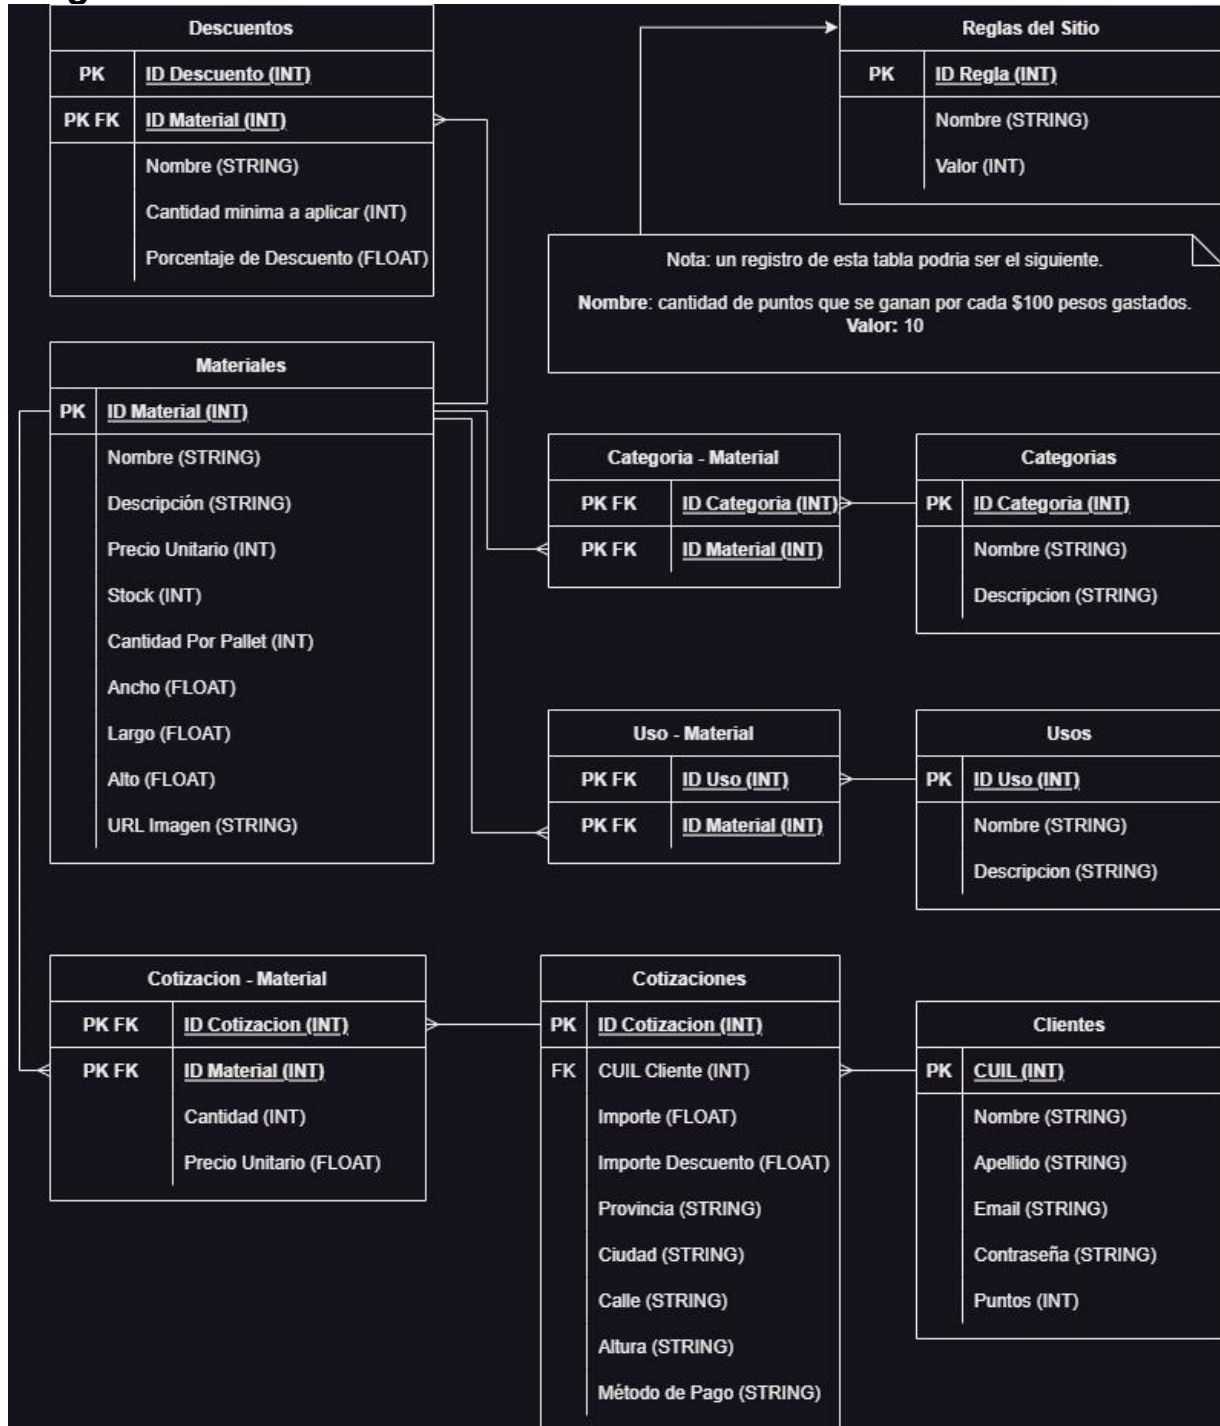 Descuentos
PK ID Descuento (INT)
PK FK ID Material (INT)
Nombre (STRING)
Cantidad minima a aplicar (INT)
Porcentaje de Descuento (FLOAT)
Reglas del Sitio
PK ID Regla (INT)
Nombre (STRING)
Valor (INT)
Nota: un registro de esta tabla podria ser el siguiente.
Nombre: cantidad de puntos que se ganan por cada $100 pesos gastados.
Valor: 10
Materiales
PK ID Material (INT)
Nombre (STRING)
Descripción (STRING)
Precio Unitario (INT)
Stock (INT)
Cantidad Por Pallet (INT)
Ancho (FLOAT)
Largo (FLOAT)
Alto (FLOAT)
URL Imagen (STRING)
Categoria - Material
PK FK ID Categoria (INT)
PK FK ID Material (INT)
Categorias
PK ID Categoria (INT)
Nombre (STRING)
Descripcion (STRING)
Uso - Material
PK FK ID Uso (INT)
PK FK ID Material (INT)
Usos
PK ID Uso (INT)
Nombre (STRING)
Descripcion (STRING)
Cotizacion - Material
PK FK ID Cotizacion (INT)
PK FK ID Material (INT)
Cantidad (INT)
Precio Unitario (FLOAT)
Cotizaciones
PK ID Cotizacion (INT)
FK CUIL Cliente (INT)
Importe (FLOAT)
Importe Descuento (FLOAT)
Provincia (STRING)
Ciudad (STRING)
Calle (STRING)
Altura (STRING)
Método de Pago (STRING)
Clientes
PK CUIL (INT)
Nombre (STRING)
Apellido (STRING)
Email (STRING)
Contraseña (STRING)
Puntos (INT)